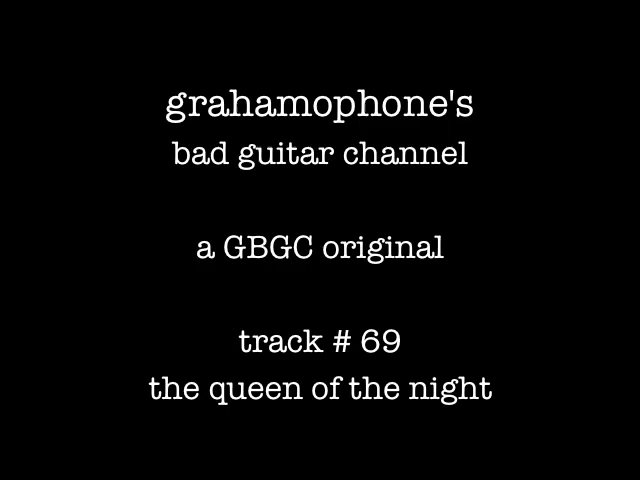 grahamophone's
bad guitar channel
a GBGC original
track # 69
the queen of the night